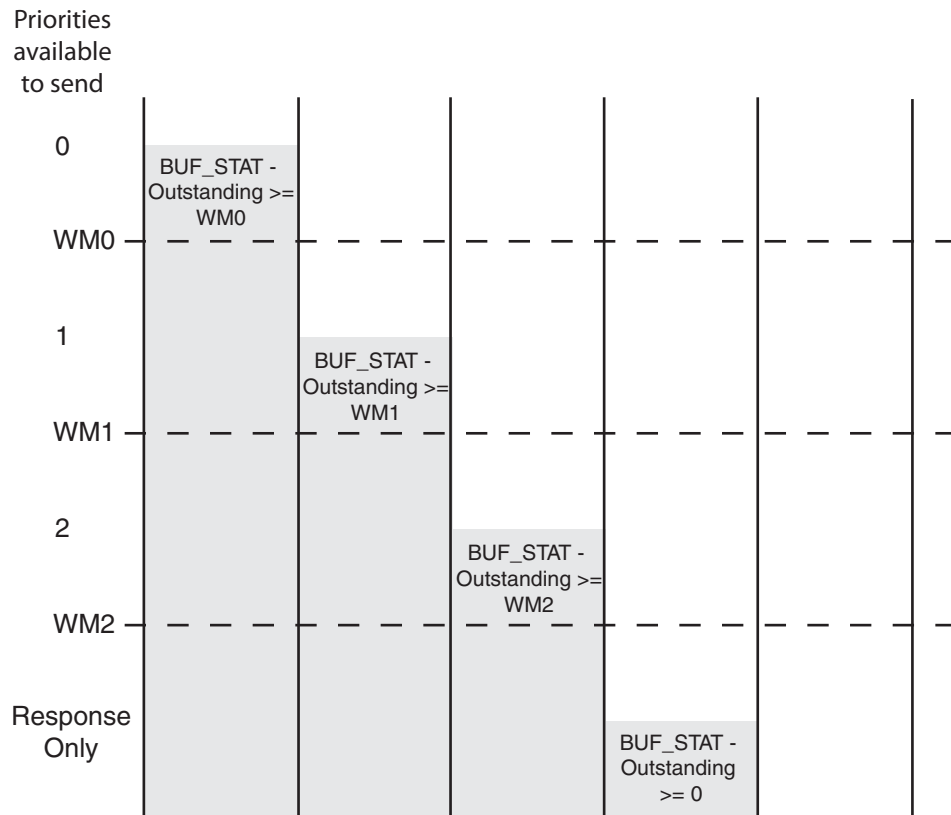 Priorities
available
to send
0
BUF_STAT -
Outstanding >=
WM0
WM0
1
BUF_STAT -
Outstanding >=
WM1
WM1
2
BUF_STAT -
Outstanding >=
WM2
WM2
Response
Only
BUF_STAT -
Outstanding
>= 0